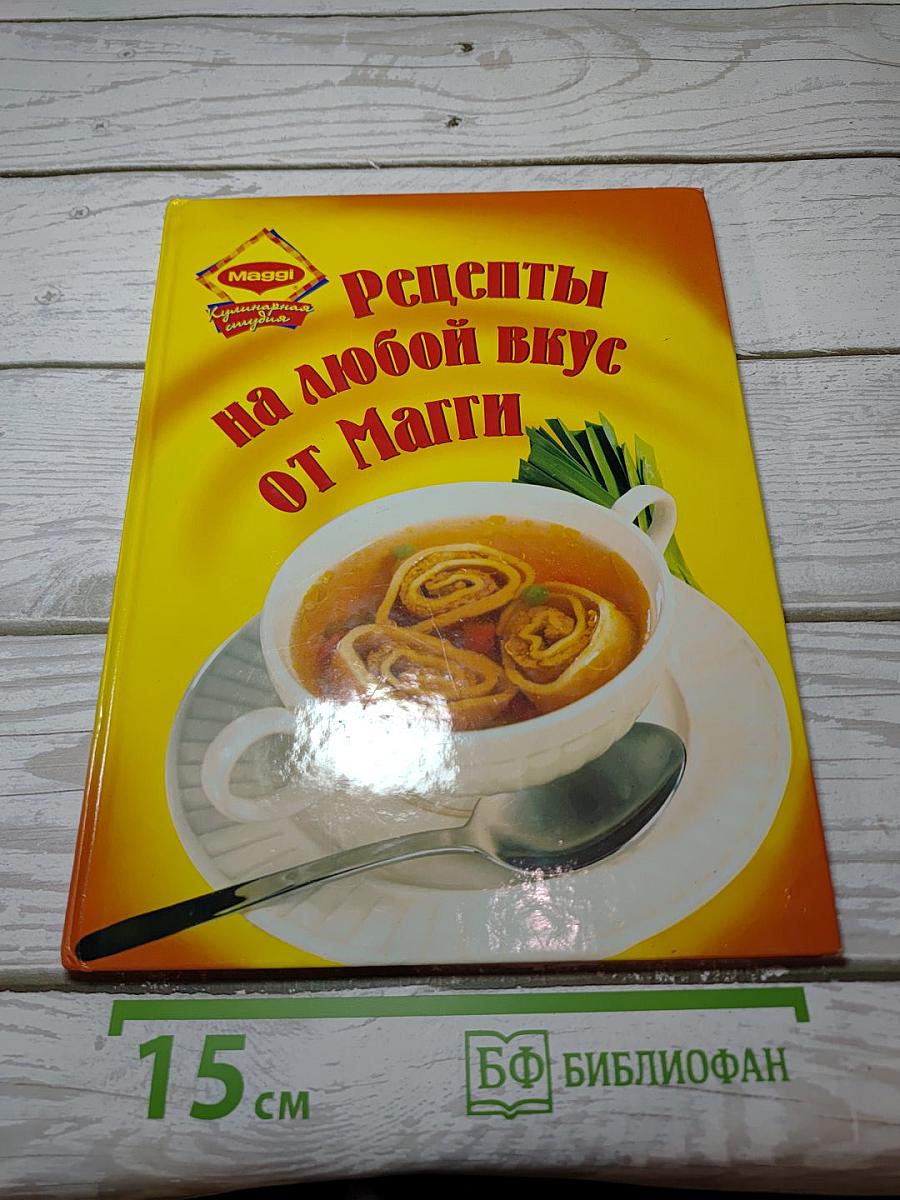 Maggi
Кулинарная
студия
Рецепты
на любой вкус
от Магги
15 см
БФ БИБЛИОФАН